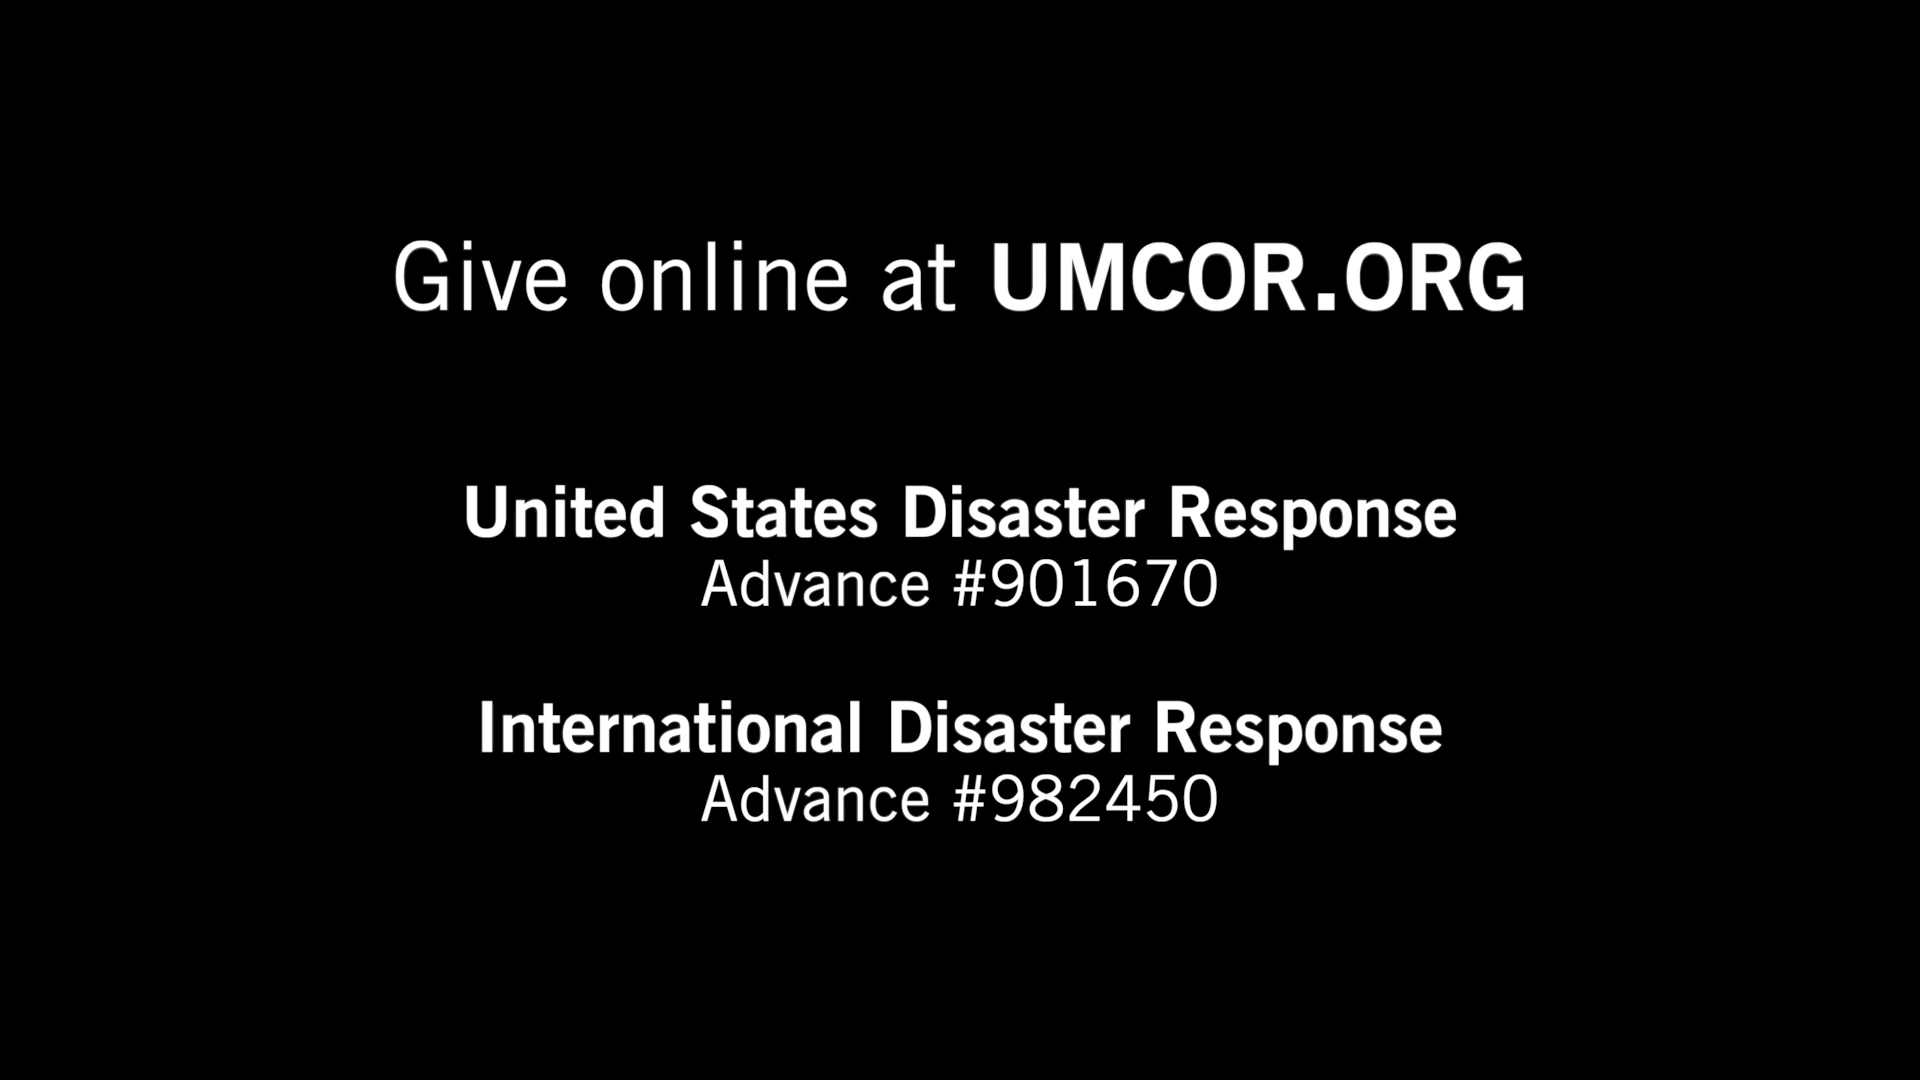 Give online at UMCOR.ORG
United States Disaster Response
Advance #901670
International Disaster Response
Advance #982450